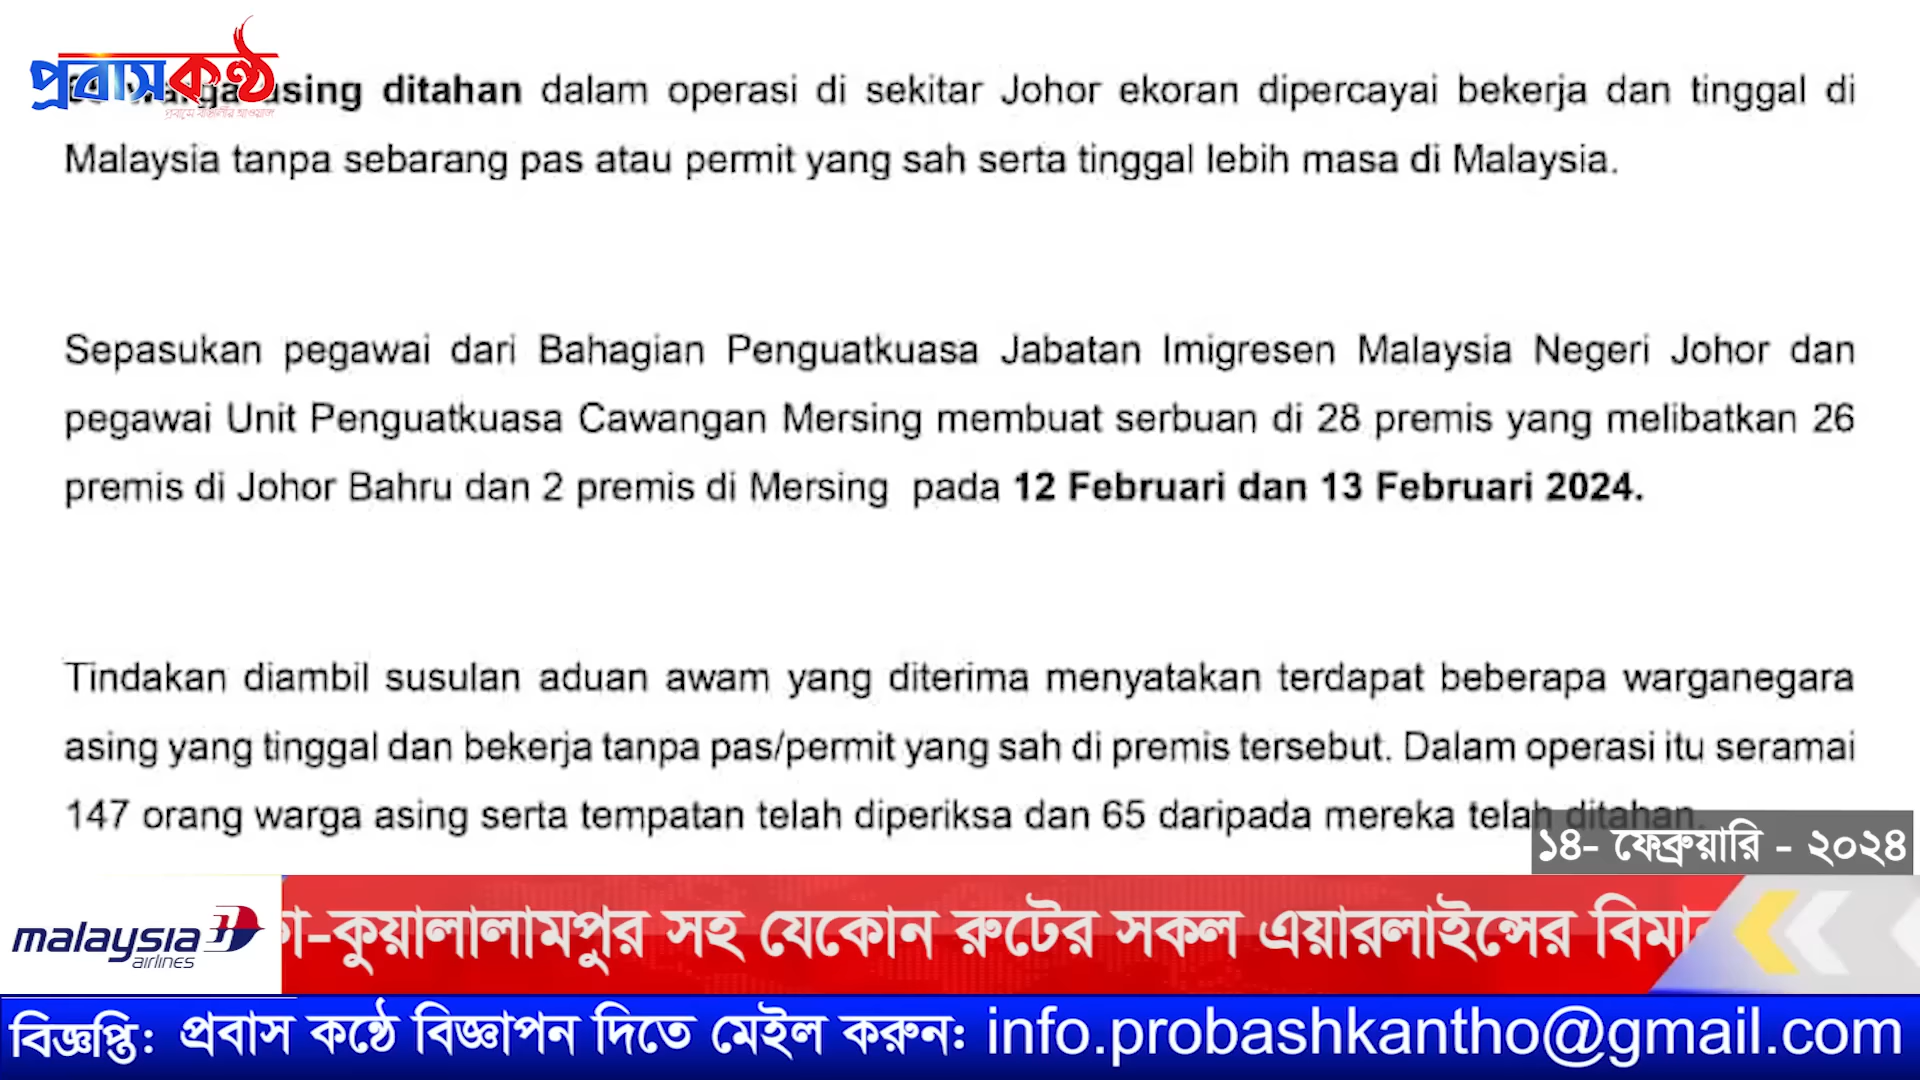 প্রবাস কন্ঠ
asing ditahan dalam operasi di sekitar Johor ekoran dipercayai bekerja dan tinggal di
Malaysia tanpa sebarang pas atau permit yang sah serta tinggal lebih masa di Malaysia.
Sepasukan pegawai dari Bahagian Penguatkuasa Jabatan Imigresen Malaysia Negeri Johor dan
pegawai Unit Penguatkuasa Cawangan Mersing membuat serbuan di 28 premis yang melibatkan 26
premis di Johor Bahru dan 2 premis di Mersing pada 12 Februari dan 13 Februari 2024.
Tindakan diambil susulan aduan awam yang diterima menyatakan terdapat beberapa warganegara
asing yang tinggal dan bekerja tanpa pas/permit yang sah di premis tersebut. Dalam operasi itu seramai
147 orang warga asing serta tempatan telah diperiksa dan 65 daripada mereka telah ditahan.
১৪- ফেব্রুয়ারি - ২০২৪
malaysia airlines
-কুয়ালালামপুর সহ যেকোন রুটের সকল এয়ারলাইন্সের
বিজ্ঞপ্তি: প্রবাস কন্ঠে বিজ্ঞাপন দিতে মেইল করুন: info.probashkantho@gmail.com